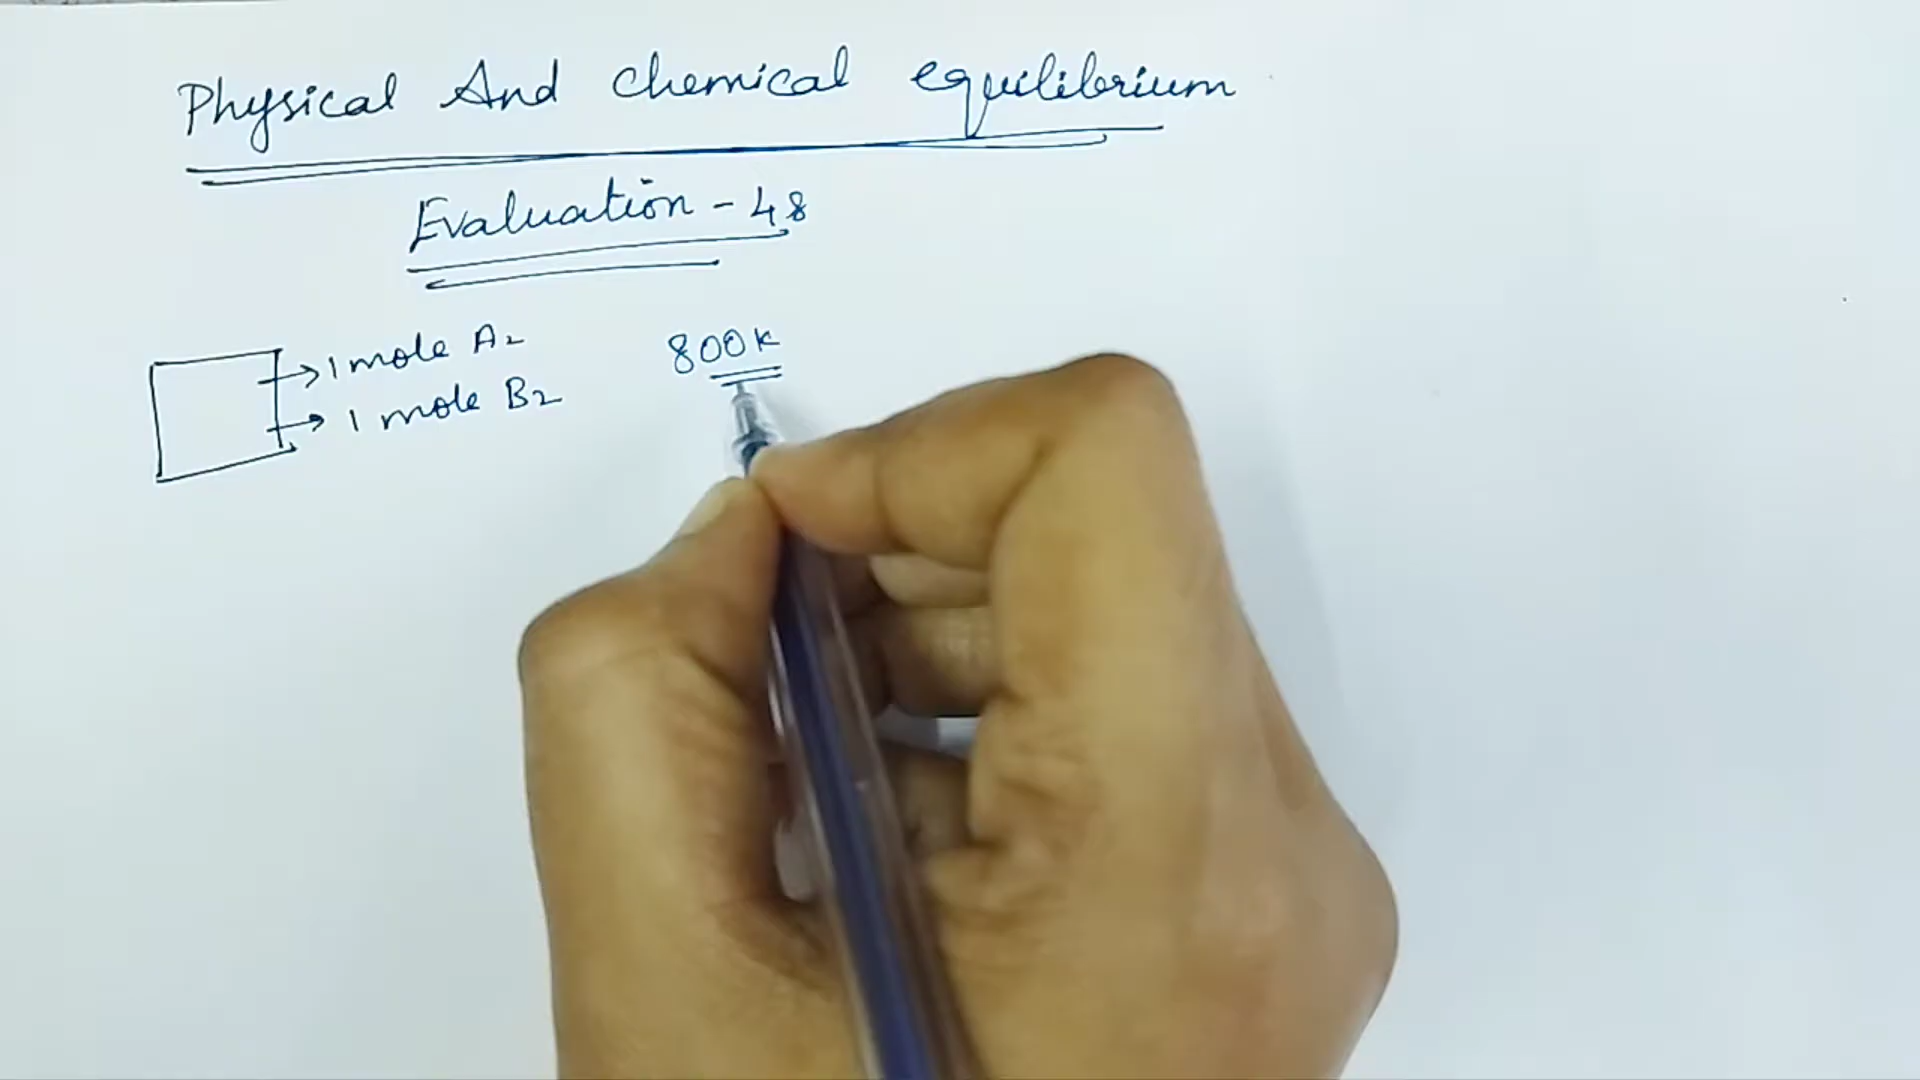 Physical And chemical equilibrium
Evaluation - 48
1 mole A2
800K
1 mole B2